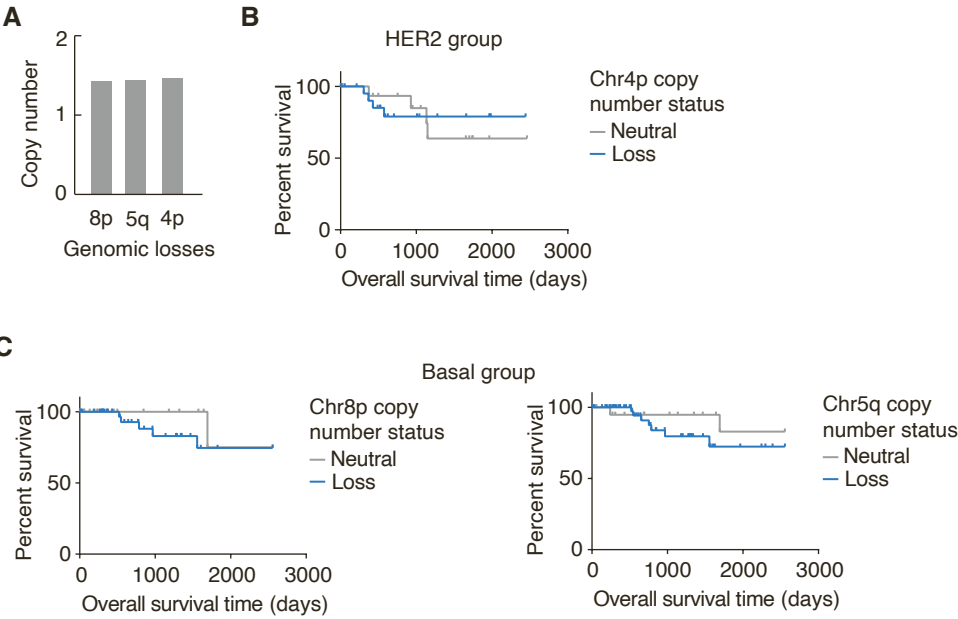 A
Copy number
2
1
0
8p 5q 4p
Genomic losses
B
HER2 group
Percent survival
100
50
0
0 1000 2000 3000
Overall survival time (days)
Chr4p copy
number status
Neutral
Loss
C
Basal group
Percent survival
100
50
0
0 1000 2000 3000
Overall survival time (days)
Chr8p copy
number status
Neutral
Loss
Percent survival
100
50
0
0 1000 2000 3000
Overall survival time (days)
Chr5q copy
number status
Neutral
Loss